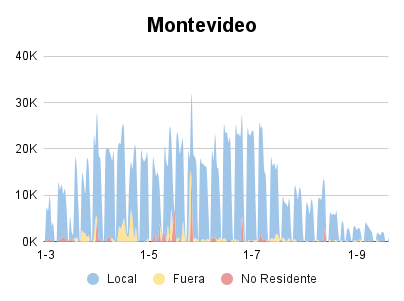 Montevideo
40K
30K
20K
10K
0K
1-3 1-5 1-7 1-9
Local Fuera No Residente